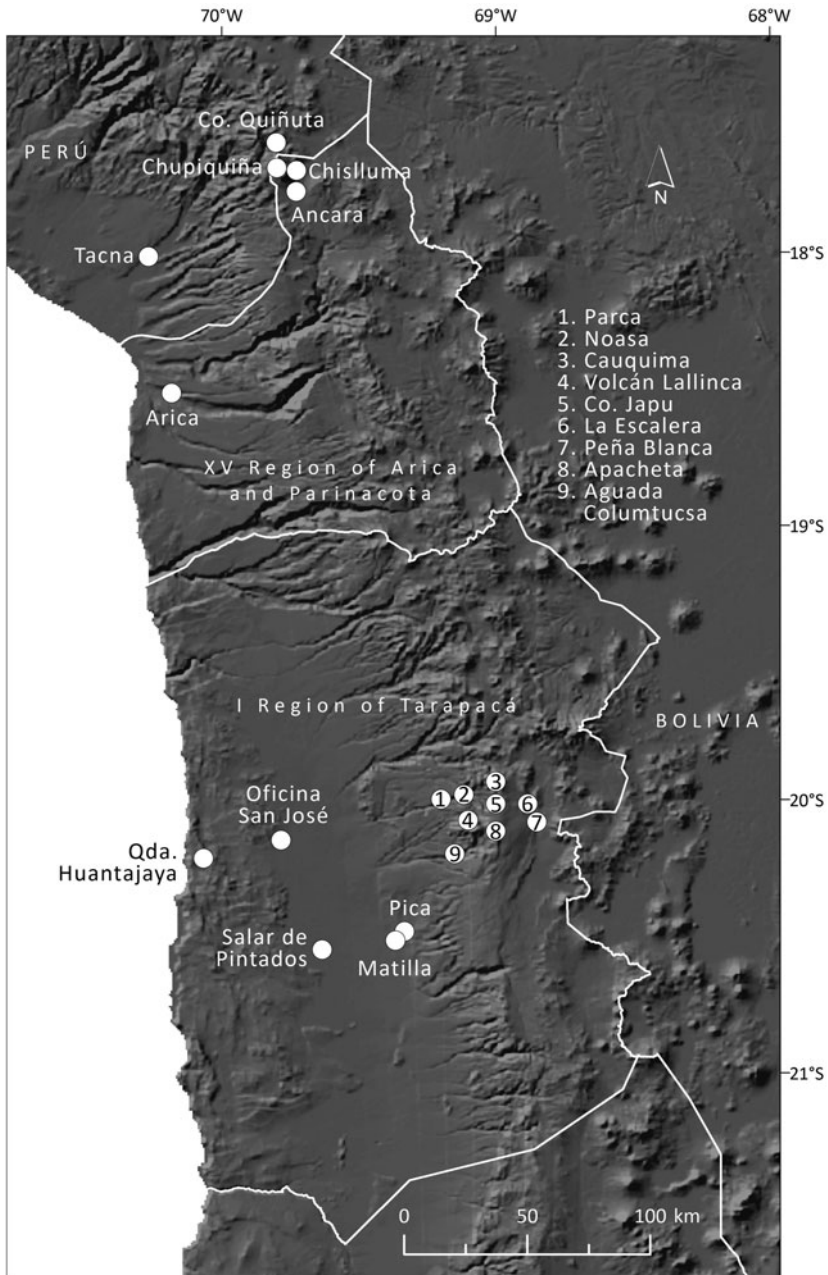 70°W
69°W
68°W
Co. Quiñuta
PERÚ
Chupiquiña
Chislluma
N
Ancara
Tacna
18°S
1. Parca
2. Noasa
3. Cauquima
4. Volcán Lallinca
5. Co. Japu
6. La Escalera
7. Peña Blanca
8. Apacheta
9. Aguada
Columtucsa
Arica
XV Region of Arica
and Parinacota
19°S
I Region of Tarapacá
BOLIVIA
3
20°S
1
2
5
6
4
7
8
9
Oficina
San José
Qda.
Huantajaya
Pica
Salar de
Pintados
Matilla
21°S
0
50
100 km